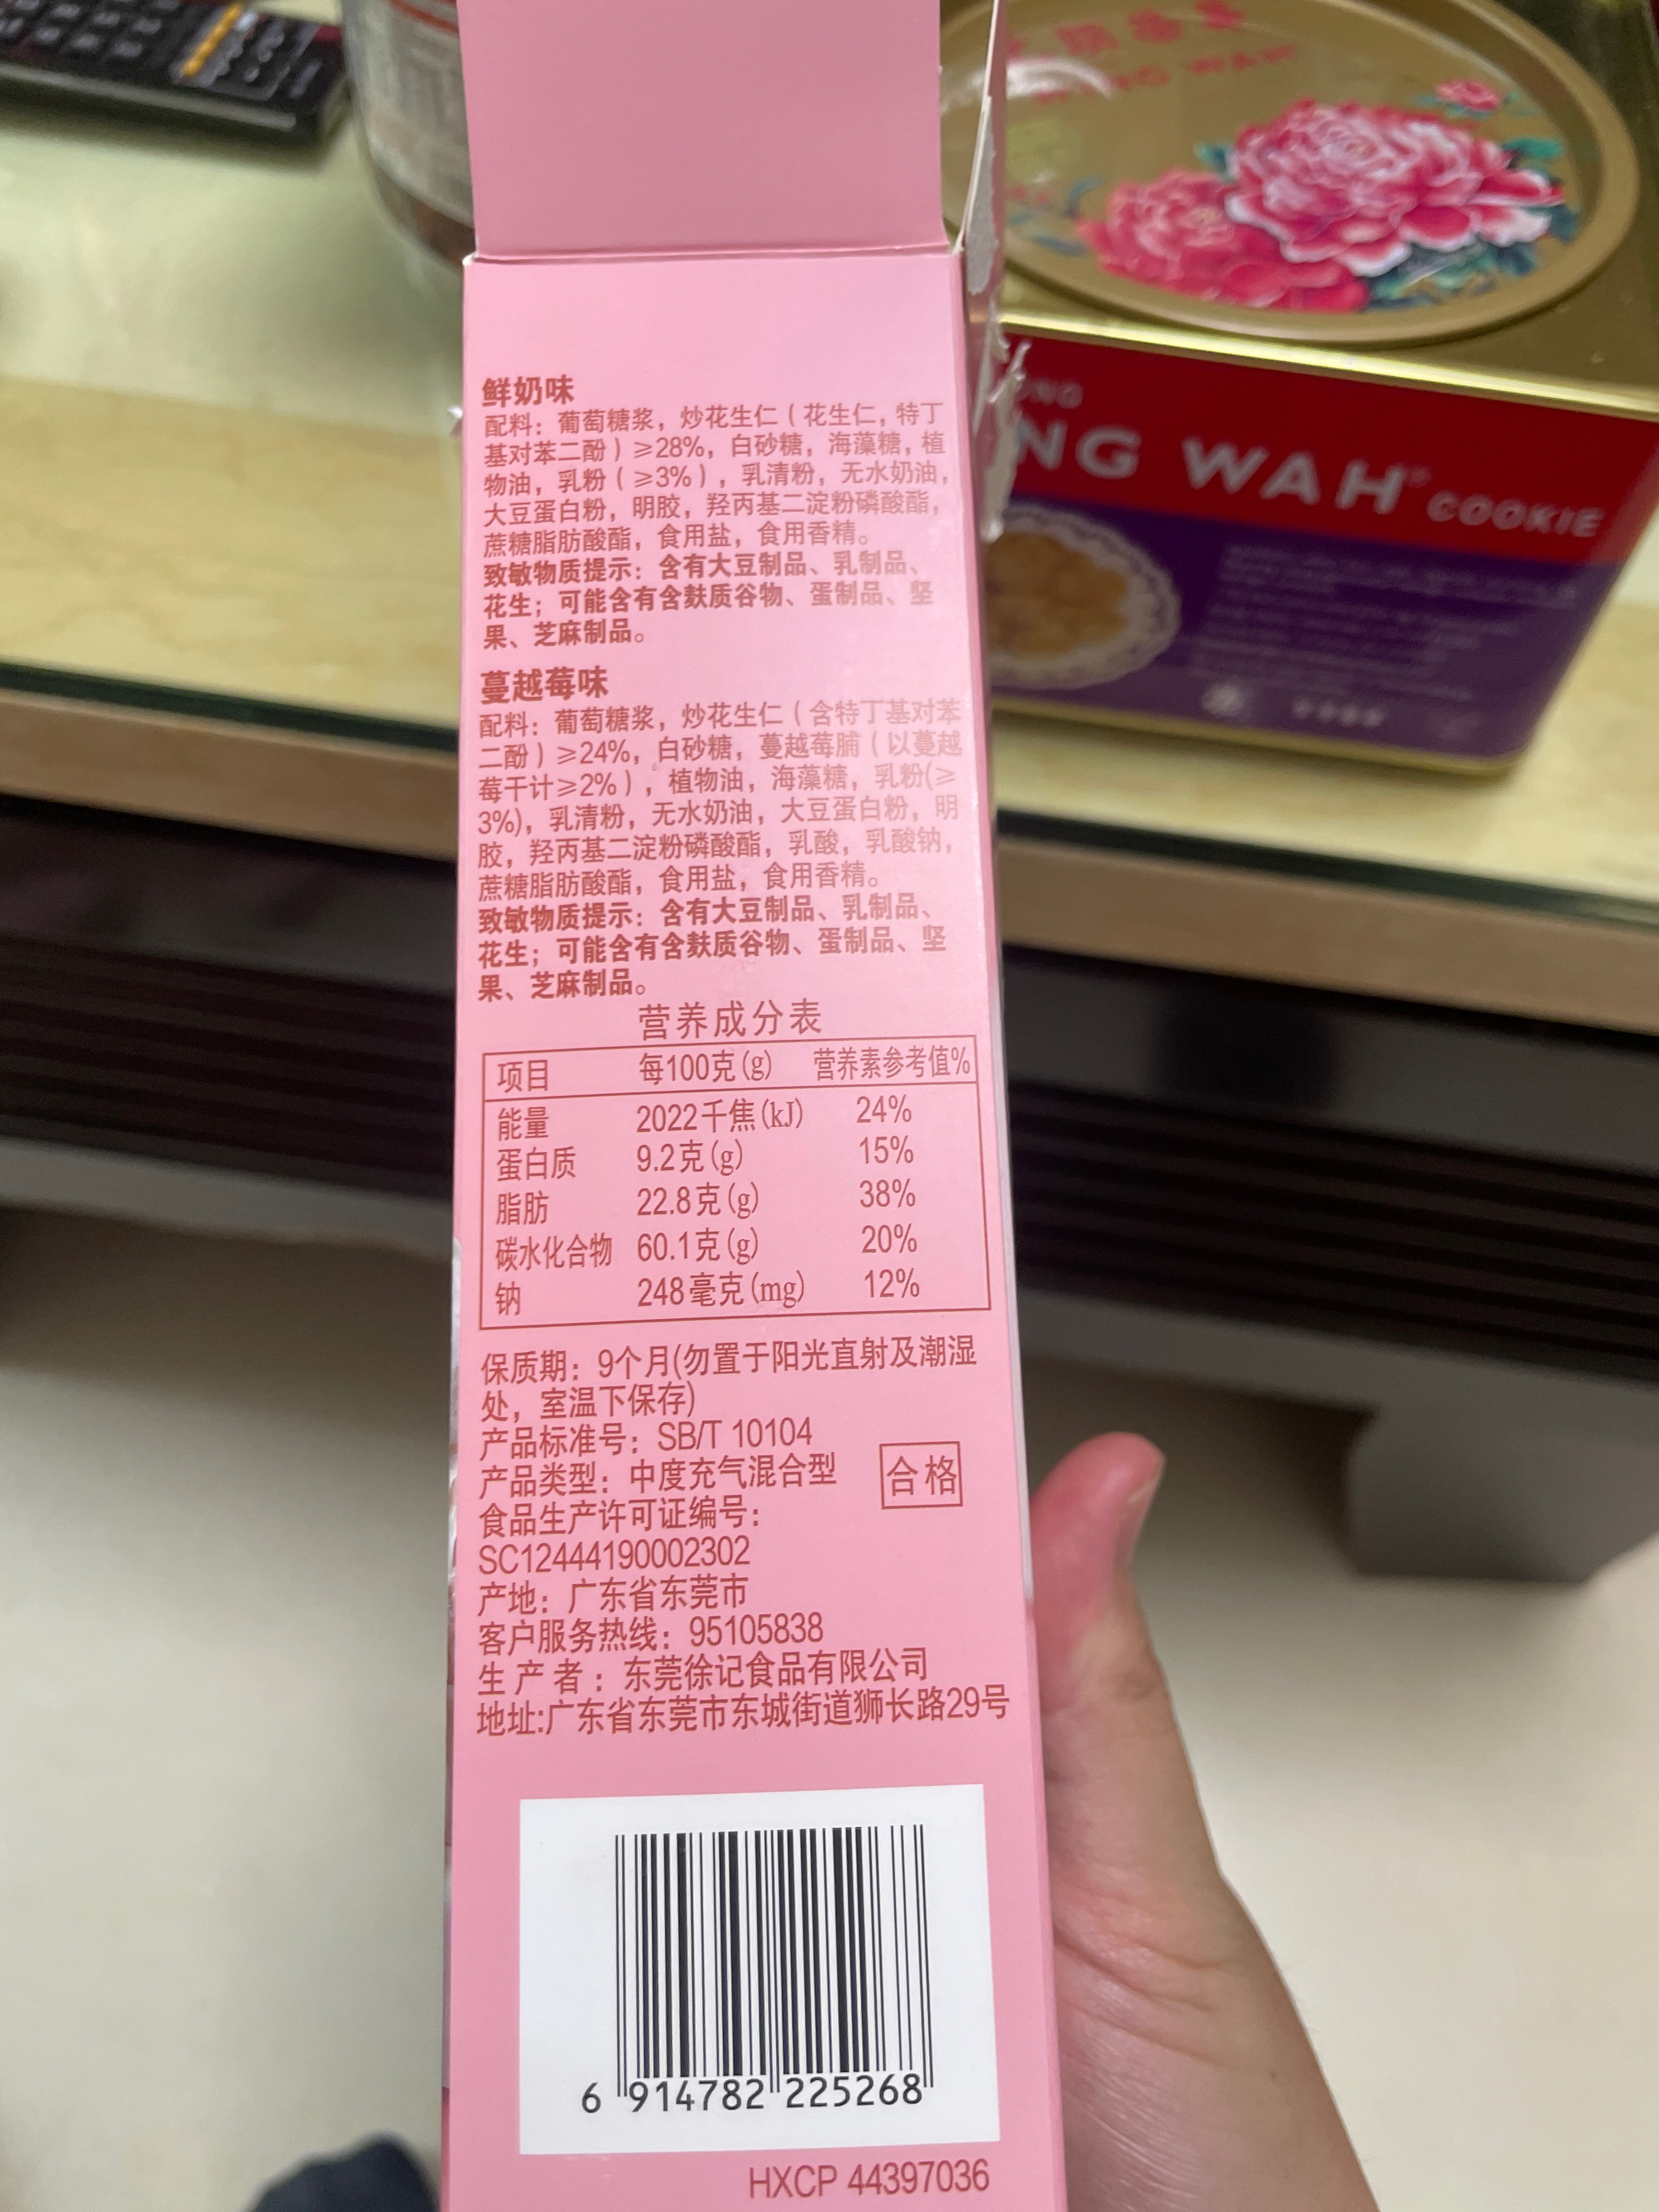 WING WAH
NG WAH COOKIE
鲜奶味
配料：葡萄糖浆，炒花生仁（花生仁，特丁
基对苯二酚）≥28%，白砂糖，海藻糖，植
物油，乳粉（≥3%），乳清粉，无水奶油，
大豆蛋白粉，明胶，羟丙基二淀粉磷酸酯，
蔗糖脂肪酸酯，食用盐，食用香精。
致敏物质提示：含有大豆制品、乳制品、
花生；可能含有含麸质谷物、蛋制品、坚
果、芝麻制品。
蔓越莓味
配料：葡萄糖浆，炒花生仁（含特丁基对苯
二酚）≥24%，白砂糖，蔓越莓脯（以蔓越
莓干计≥2%），植物油，海藻糖，乳粉(≥
3%)，乳清粉，无水奶油，大豆蛋白粉，明
胶，羟丙基二淀粉磷酸酯，乳酸，乳酸钠，
蔗糖脂肪酸酯，食用盐，食用香精。
致敏物质提示：含有大豆制品、乳制品、
花生；可能含有含麸质谷物、蛋制品、坚
果、芝麻制品。
营养成分表
项目 每100克(g) 营养素参考值%
能量 2022千焦(kJ) 24%
蛋白质 9.2克(g) 15%
脂肪 22.8克(g) 38%
碳水化合物 60.1克(g) 20%
钠 248毫克(mg) 12%
保质期：9个月(勿置于阳光直射及潮湿
处，室温下保存)
产品标准号：SB/T 10104
产品类型：中度充气混合型
合格
食品生产许可证编号：
SC12444190002302
产地：广东省东莞市
客户服务热线：95105838
生产者：东莞徐记食品有限公司
地址:广东省东莞市东城街道狮长路29号
6 914782 225268
HXCP 44397036